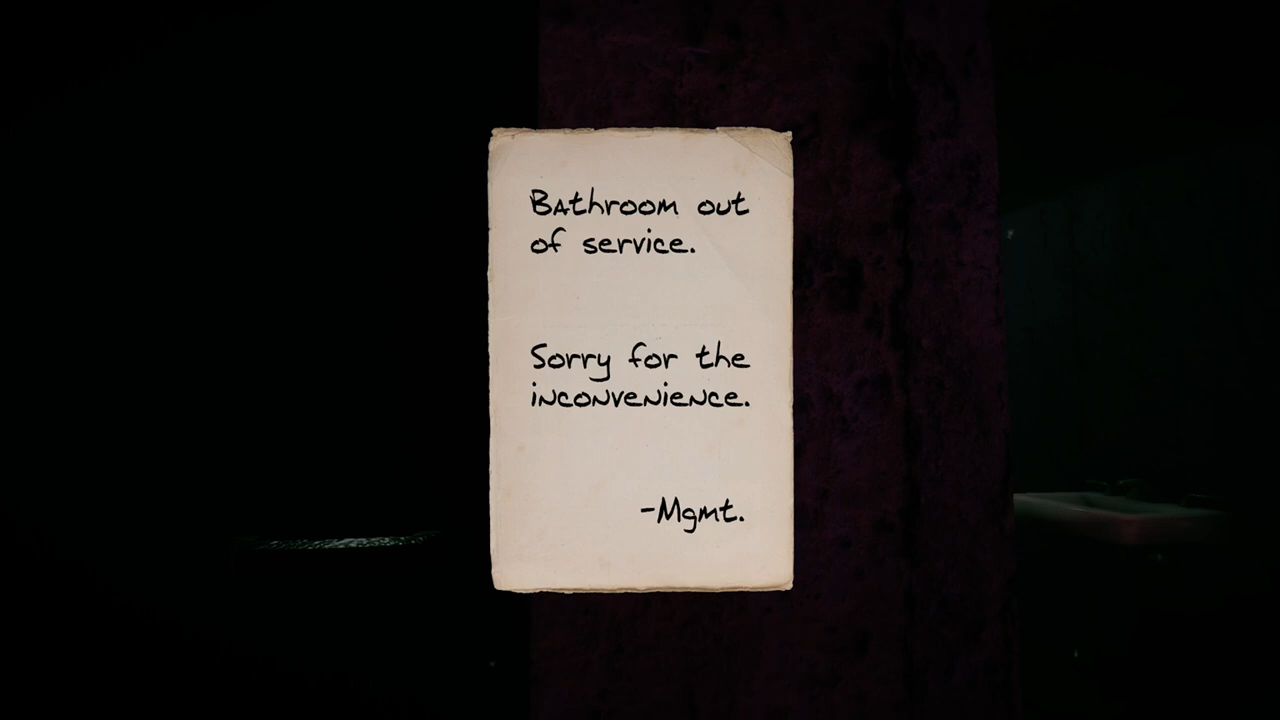 Bathroom out
of service.
Sorry for the
inconvenience.
-Mgmt.